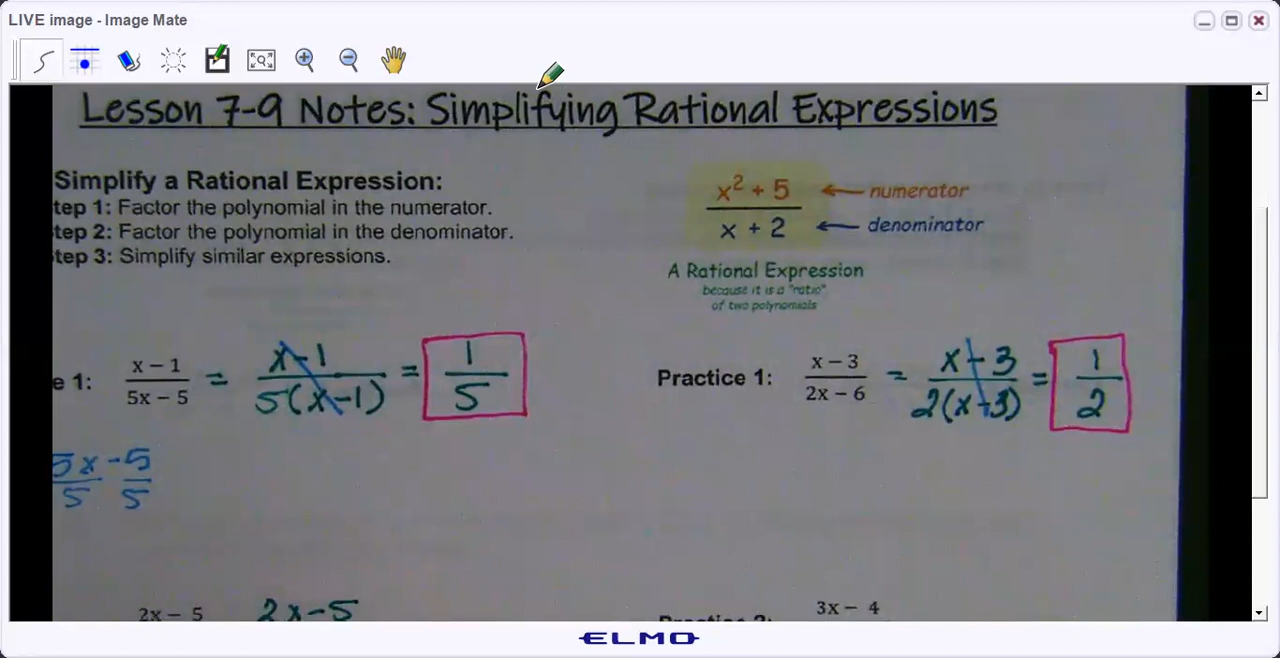 LIVE image - Image Mate
Lesson 7-9 Notes: Simplifying Rational Expressions
Simplify a Rational Expression:
tep 1: Factor the polynomial in the numerator.
tep 2: Factor the polynomial in the denominator.
tep 3: Simplify similar expressions.
x² + 5 ← numerator
x + 2 ← denominator
A Rational Expression
because it is a "ratio"
of two polynomials
e 1: (x − 1)/(5x − 5) = (x-1)/(5(x-1)) = 1/5
5x/5 - 5/5
Practice 1: (x − 3)/(2x − 6) = (x-3)/(2(x-3)) = 1/2
2x − 5 2x-5
3x − 4
ELMO